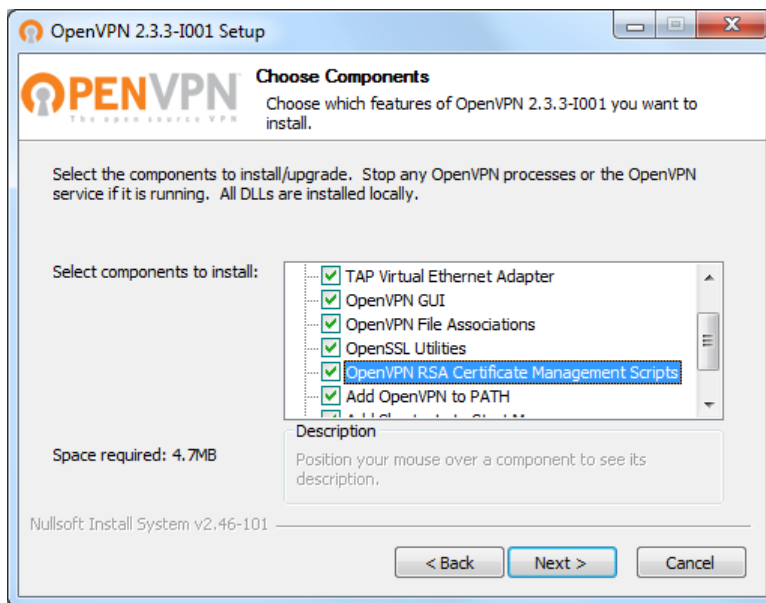 OpenVPN 2.3.3-I001 Setup
OPENVPN
The open source VPN
Choose Components
Choose which features of OpenVPN 2.3.3-I001 you want to
install.
Select the components to install/upgrade. Stop any OpenVPN processes or the OpenVPN
service if it is running. All DLLs are installed locally.
Select components to install:
TAP Virtual Ethernet Adapter
OpenVPN GUI
OpenVPN File Associations
OpenSSL Utilities
OpenVPN RSA Certificate Management Scripts
Add OpenVPN to PATH
Space required: 4.7MB
Description
Position your mouse over a component to see its
description.
Nullsoft Install System v2.46-101
< Back
Next >
Cancel